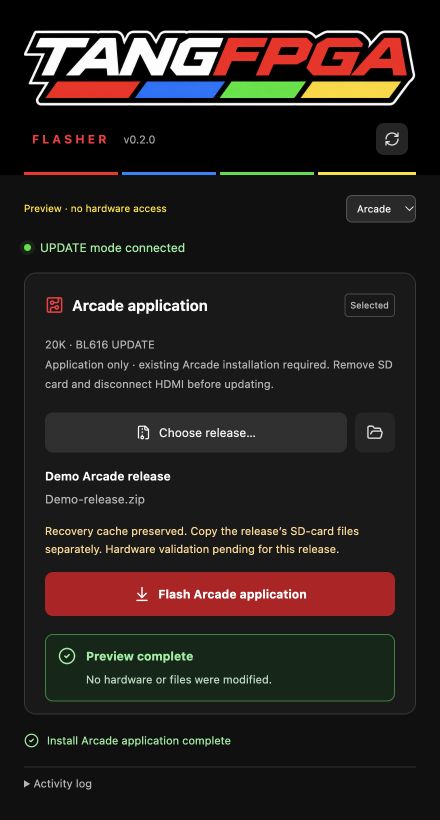 TANGFPGA
FLASHER v0.2.0
Preview · no hardware access
Arcade
UPDATE mode connected
Arcade application
Selected
20K · BL616 UPDATE
Application only · existing Arcade installation required. Remove SD
card and disconnect HDMI before updating.
Choose release...
Demo Arcade release
Demo-release.zip
Recovery cache preserved. Copy the release's SD-card files
separately. Hardware validation pending for this release.
Flash Arcade application
Preview complete
No hardware or files were modified.
Install Arcade application complete
Activity log